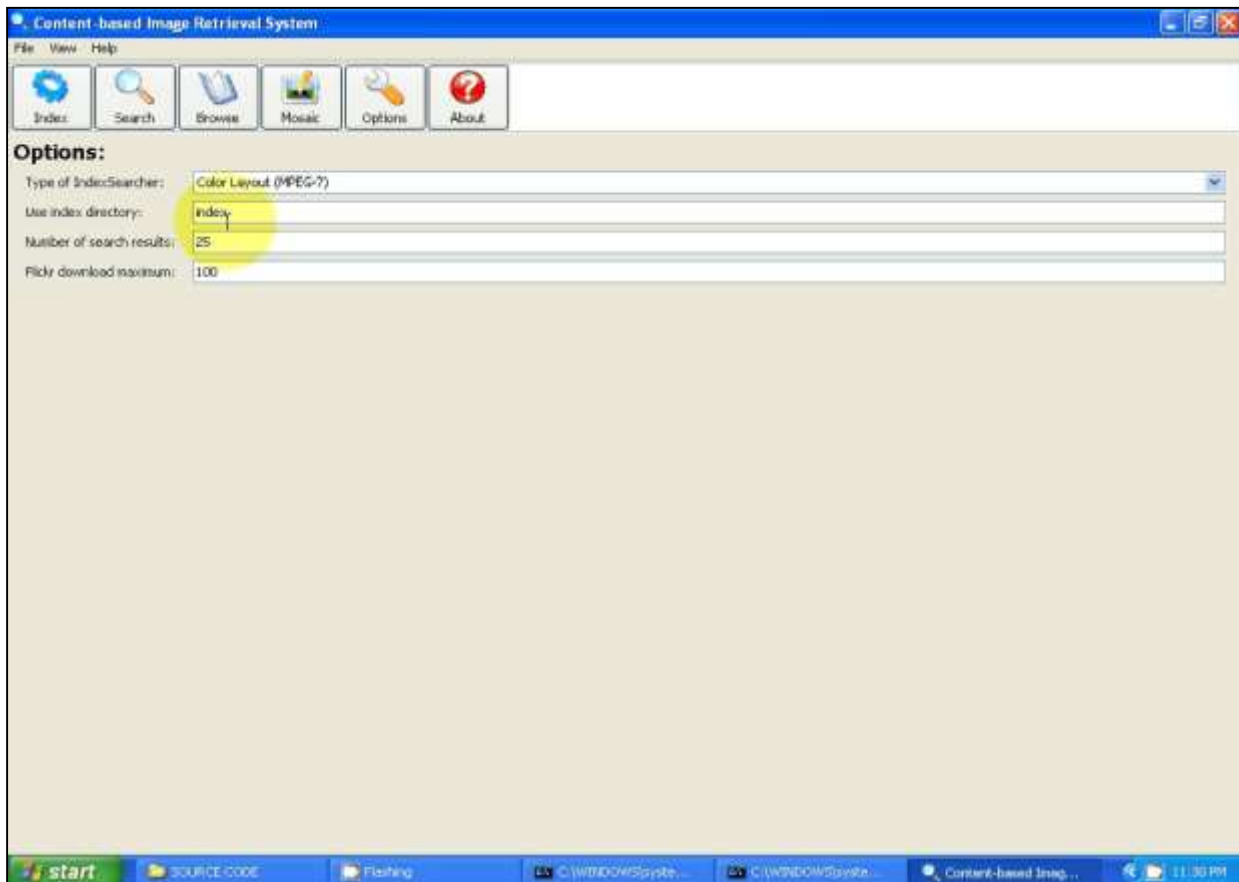 Content-based Image Retrieval System
File View Help
Index Search Browse Mosaic Options About
Options:
Type of IndexSearcher: Color Layout (MPEG-7)
Use index directory: index
Number of search results: 25
Flickr download maximum: 100
start SOURCE CODE Flashing C:\WINDOWS\syste... C:\WINDOWS\syste... Content-based Imag... 11:30 PM